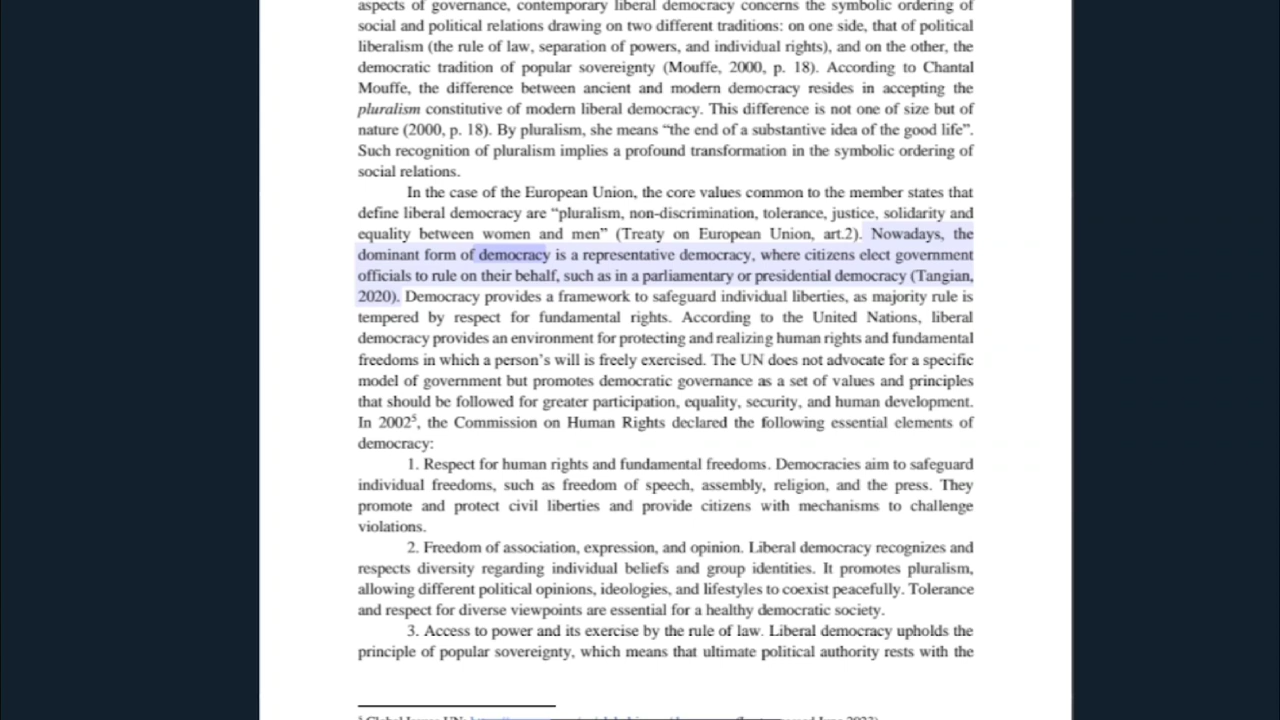 aspects of governance, contemporary liberal democracy concerns the symbolic ordering of
social and political relations drawing on two different traditions: on one side, that of political
liberalism (the rule of law, separation of powers, and individual rights), and on the other, the
democratic tradition of popular sovereignty (Mouffe, 2000, p. 18). According to Chantal
Mouffe, the difference between ancient and modern democracy resides in accepting the
pluralism constitutive of modern liberal democracy. This difference is not one of size but of
nature (2000, p. 18). By pluralism, she means “the end of a substantive idea of the good life”.
Such recognition of pluralism implies a profound transformation in the symbolic ordering of
social relations.
In the case of the European Union, the core values common to the member states that
define liberal democracy are “pluralism, non-discrimination, tolerance, justice, solidarity and
equality between women and men” (Treaty on European Union, art.2). Nowadays, the
dominant form of democracy is a representative democracy, where citizens elect government
officials to rule on their behalf, such as in a parliamentary or presidential democracy (Tangian,
2020). Democracy provides a framework to safeguard individual liberties, as majority rule is
tempered by respect for fundamental rights. According to the United Nations, liberal
democracy provides an environment for protecting and realizing human rights and fundamental
freedoms in which a person’s will is freely exercised. The UN does not advocate for a specific
model of government but promotes democratic governance as a set of values and principles
that should be followed for greater participation, equality, security, and human development.
In 2002⁵, the Commission on Human Rights declared the following essential elements of
democracy:
1. Respect for human rights and fundamental freedoms. Democracies aim to safeguard
individual freedoms, such as freedom of speech, assembly, religion, and the press. They
promote and protect civil liberties and provide citizens with mechanisms to challenge
violations.
2. Freedom of association, expression, and opinion. Liberal democracy recognizes and
respects diversity regarding individual beliefs and group identities. It promotes pluralism,
allowing different political opinions, ideologies, and lifestyles to coexist peacefully. Tolerance
and respect for diverse viewpoints are essential for a healthy democratic society.
3. Access to power and its exercise by the rule of law. Liberal democracy upholds the
principle of popular sovereignty, which means that ultimate political authority rests with the